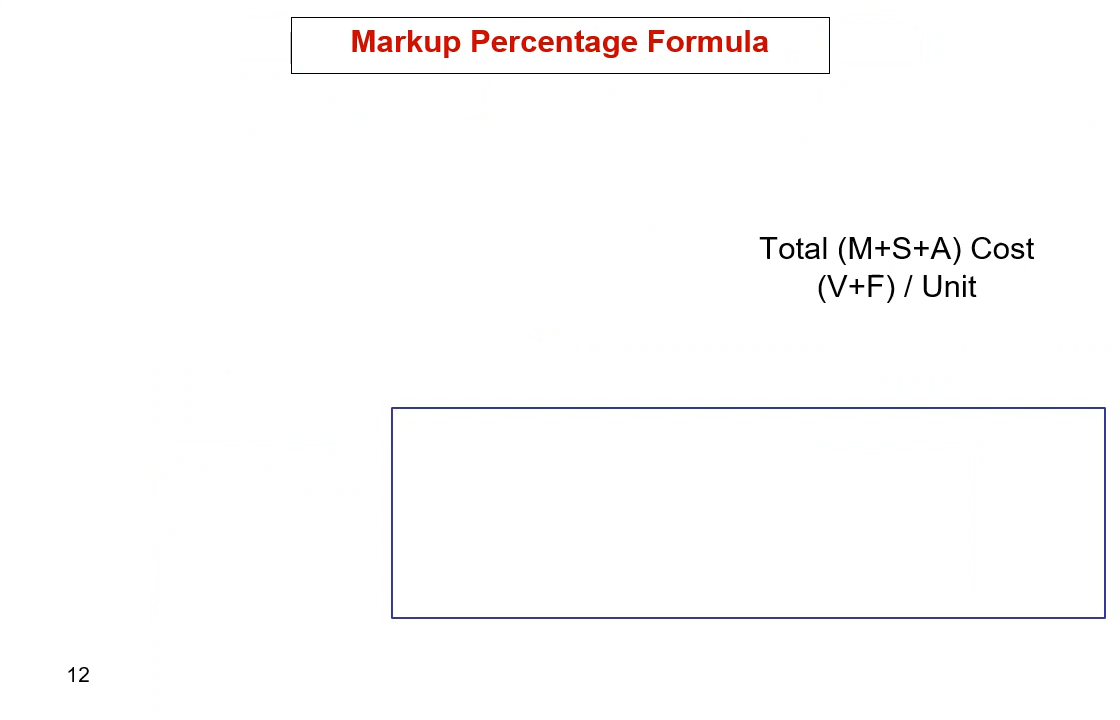 Markup Percentage Formula
Total (M+S+A) Cost
(V+F) / Unit
12